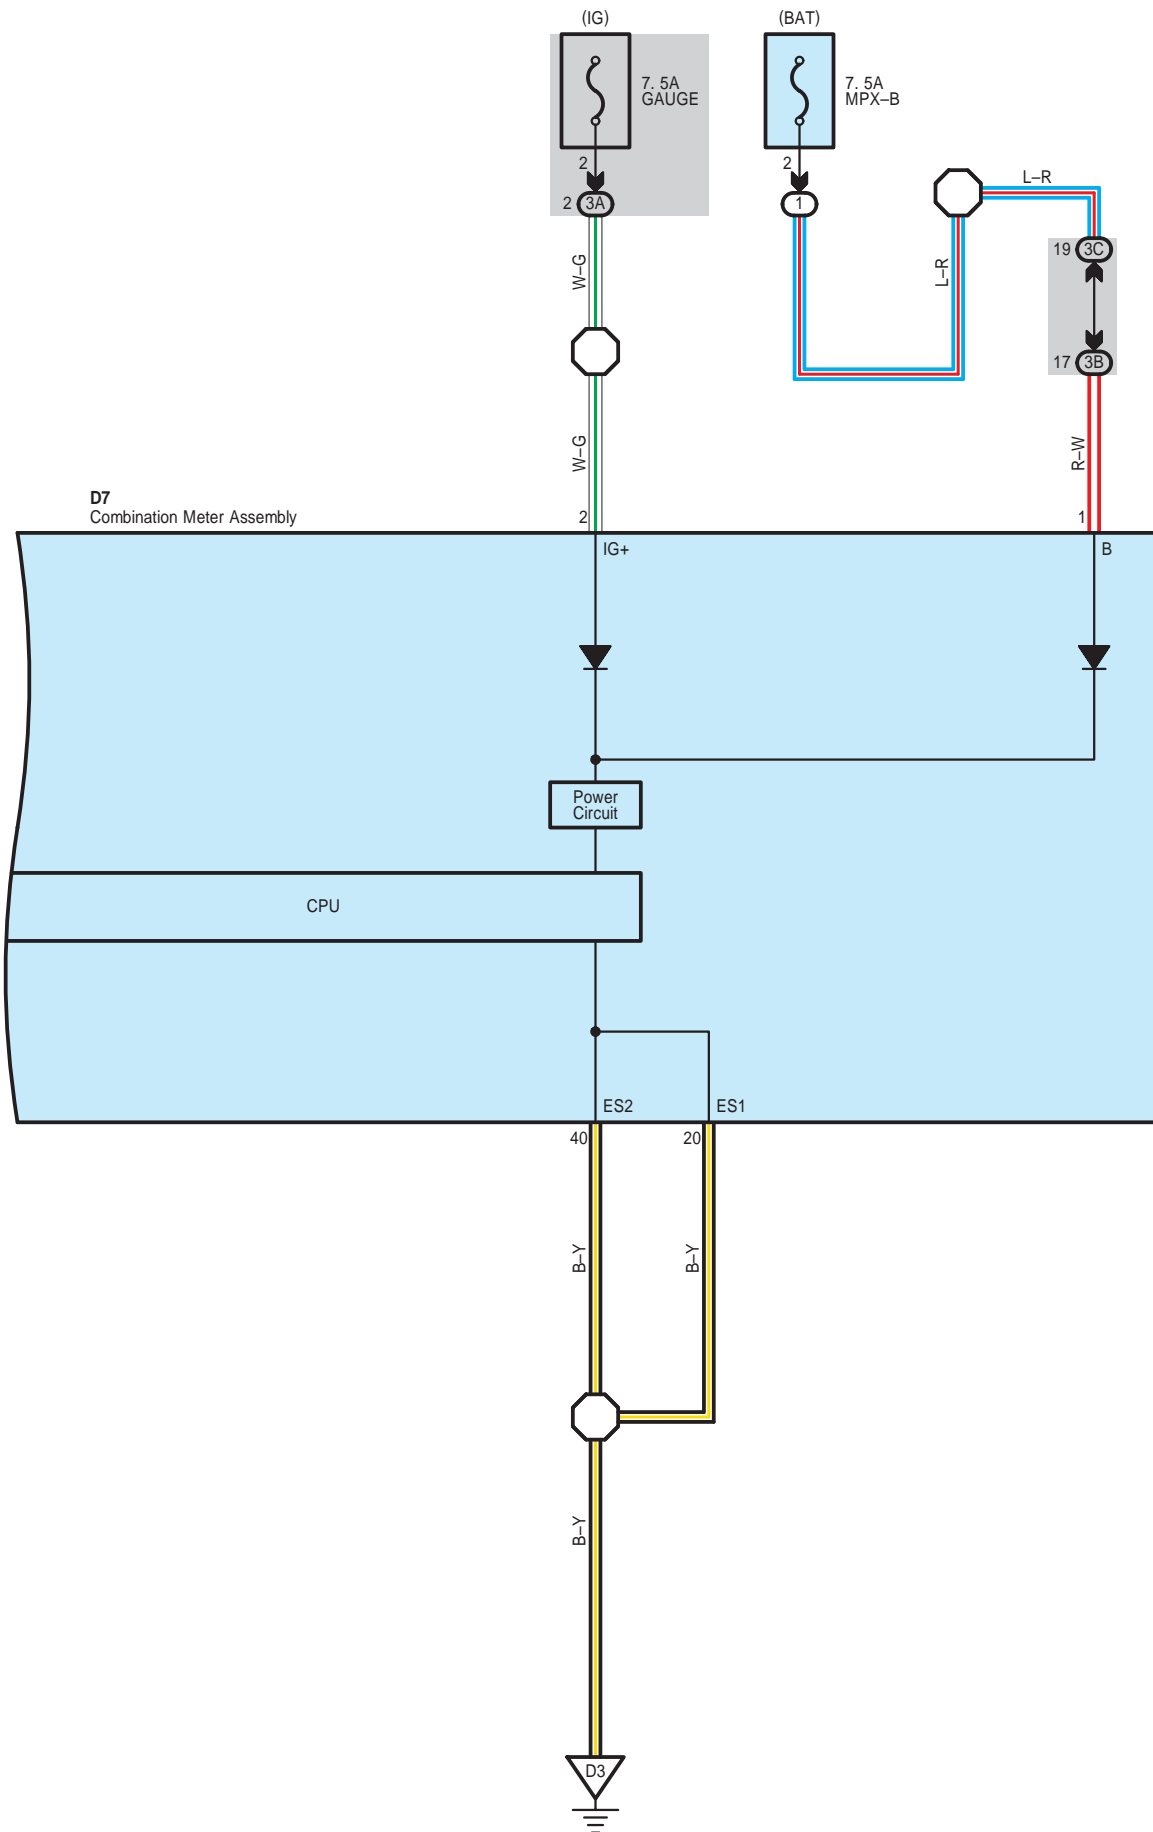 (IG)
(BAT)
7. 5A
GAUGE
7. 5A
MPX–B
2
2
2
3A
1
L–R
W–G
L–R
19
3C
17
3B
W–G
R–W
D7
Combination Meter Assembly
2
1
IG+
B
Power
Circuit
CPU
ES2
ES1
40
20
B–Y
B–Y
B–Y
D3